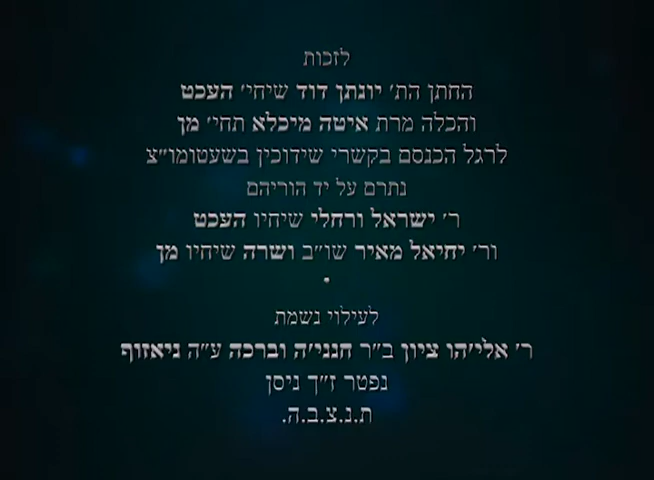 לזכות
החתן הת׳ יונתן דוד שיחי׳ העכט
והכלה מרת איטה מיכלא תחי׳ מן
לרגל הכנסם בקשרי שידוכין בשעטומו״צ
נתרם על יד הוריהם
ר׳ ישראל ורחלי שיחיו העכט
ור׳ יחיאל מאיר שו״ב ושרה שיחיו מן
•
לעילוי נשמת
ר׳ אלי׳הו ציון ב״ר חנני׳ה וברכה ע״ה ניאזוף
נפטר ז״ך ניסן
ת.נ.צ.ב.ה.